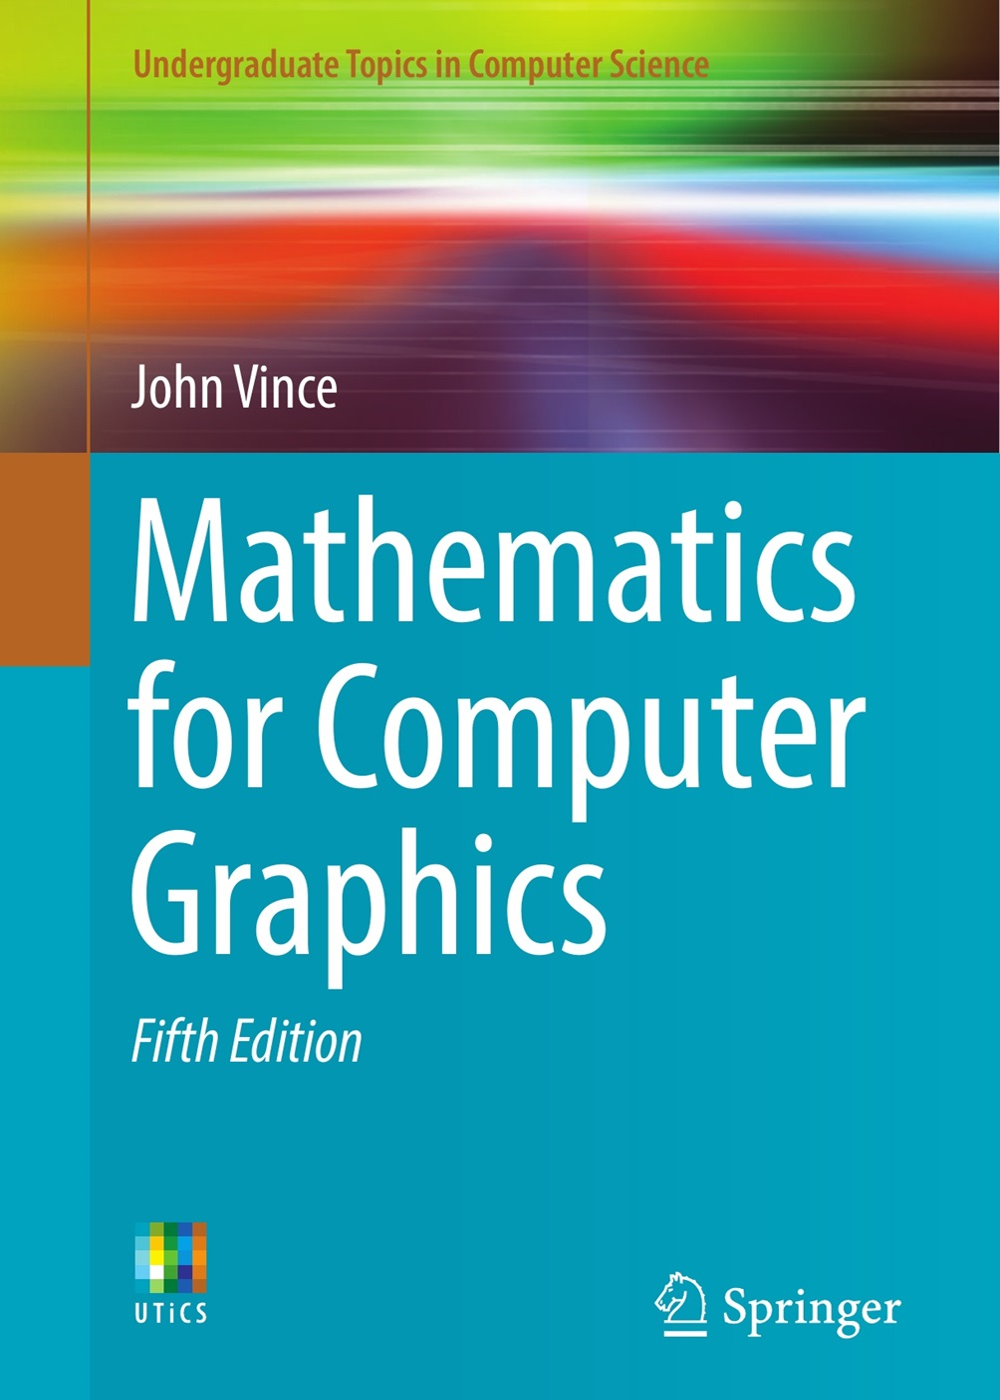 Undergraduate Topics in Computer Science
John Vince
Mathematics
for Computer
Graphics
Fifth Edition
UTiCS
Springer